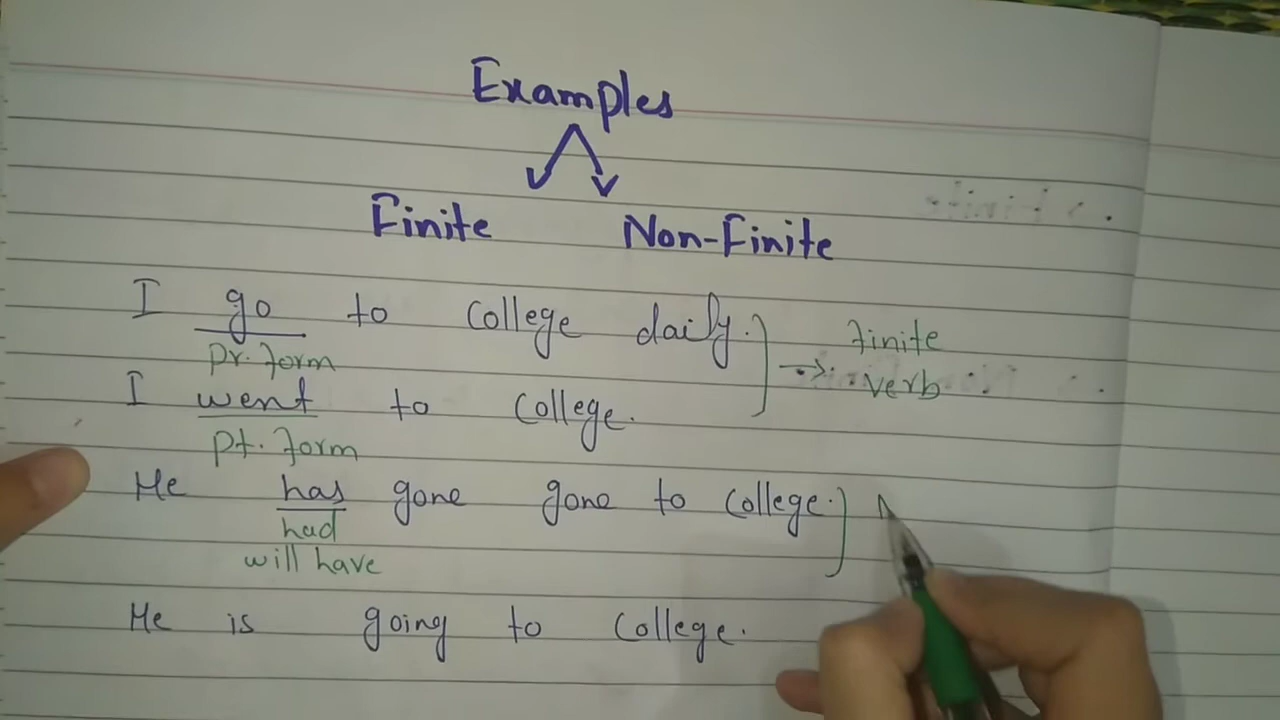 Examples
Finite Non-Finite
I go to College daily.
pr. form
finite
verb
I went to College.
pt. form
He has gone gone to College.
had
will have
He is going to College.